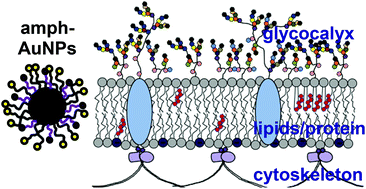 amph-
AuNPs
glycocalyx
lipids/protein
cytoskeleton